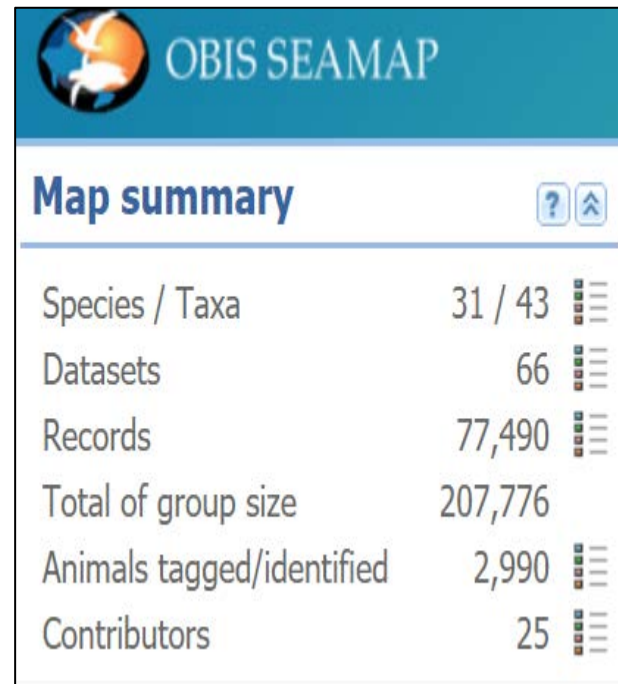 OBIS SEAMAP
Map summary ?
Species / Taxa 31 / 43
Datasets 66
Records 77,490
Total of group size 207,776
Animals tagged/identified 2,990
Contributors 25